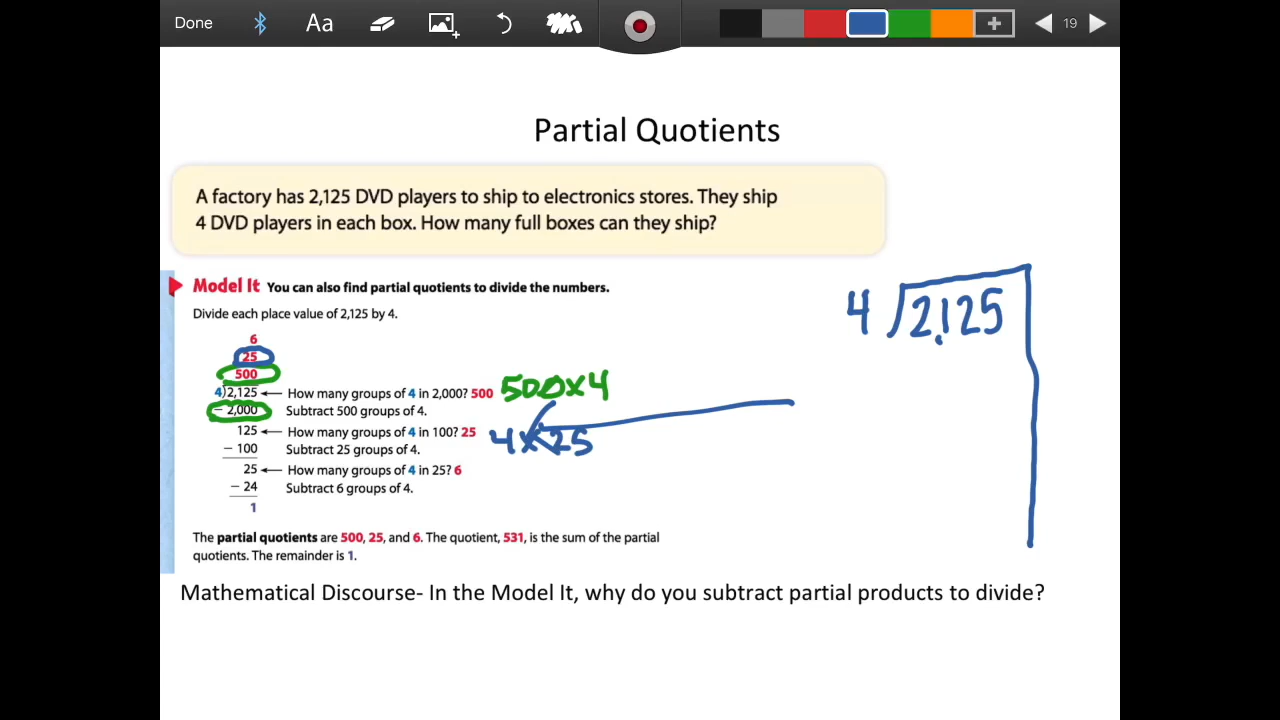 Done
Aa
19
Partial Quotients
A factory has 2,125 DVD players to ship to electronics stores. They ship
4 DVD players in each box. How many full boxes can they ship?
Model It You can also find partial quotients to divide the numbers.
Divide each place value of 2,125 by 4.
6
25
500
4)2,125 ← How many groups of 4 in 2,000? 500 500x4
− 2,000 Subtract 500 groups of 4.
125 ← How many groups of 4 in 100? 25 4x25
− 100 Subtract 25 groups of 4.
25 ← How many groups of 4 in 25? 6
− 24 Subtract 6 groups of 4.
1
The partial quotients are 500, 25, and 6. The quotient, 531, is the sum of the partial
quotients. The remainder is 1.
4 )2,125
Mathematical Discourse- In the Model It, why do you subtract partial products to divide?